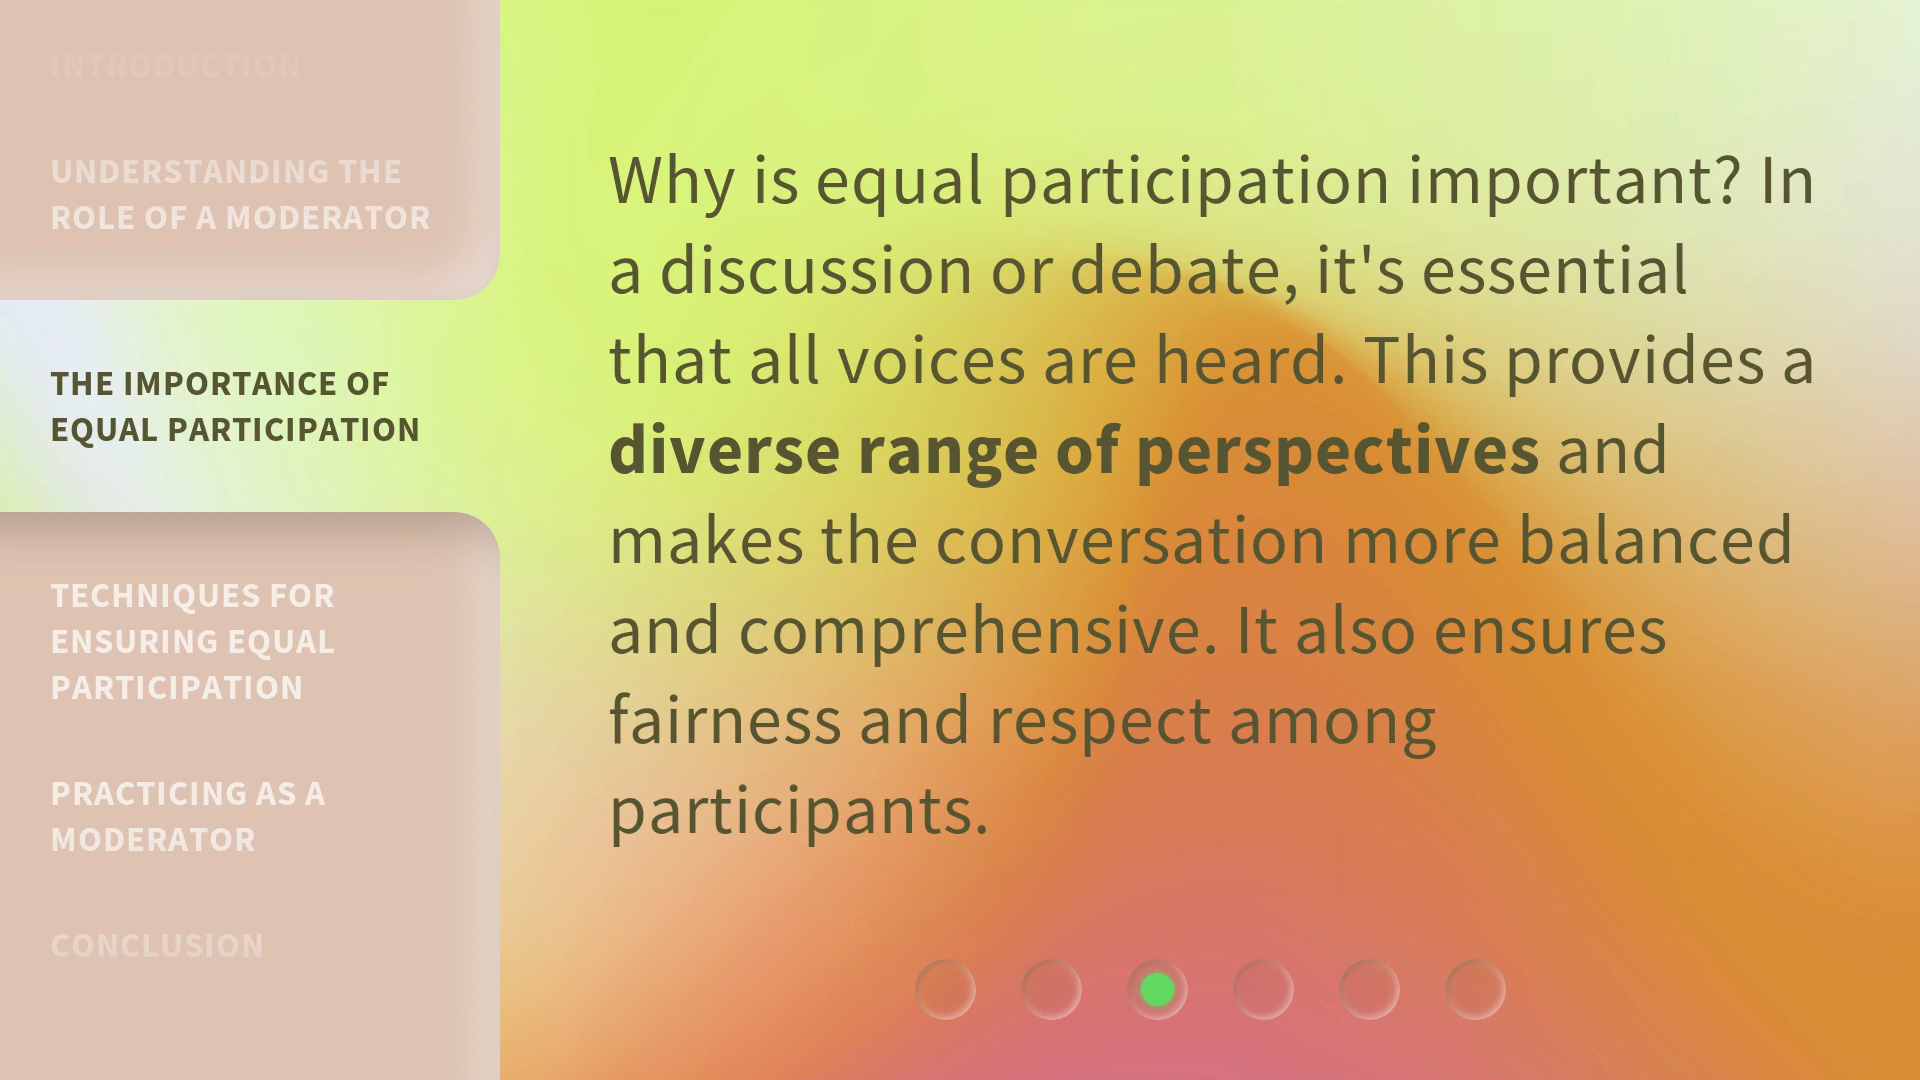 INTRODUCTION
UNDERSTANDING THE
ROLE OF A MODERATOR
THE IMPORTANCE OF
EQUAL PARTICIPATION
TECHNIQUES FOR
ENSURING EQUAL
PARTICIPATION
PRACTICING AS A
MODERATOR
CONCLUSION
Why is equal participation important? In
a discussion or debate, it's essential
that all voices are heard. This provides a
diverse range of perspectives and
makes the conversation more balanced
and comprehensive. It also ensures
fairness and respect among
participants.